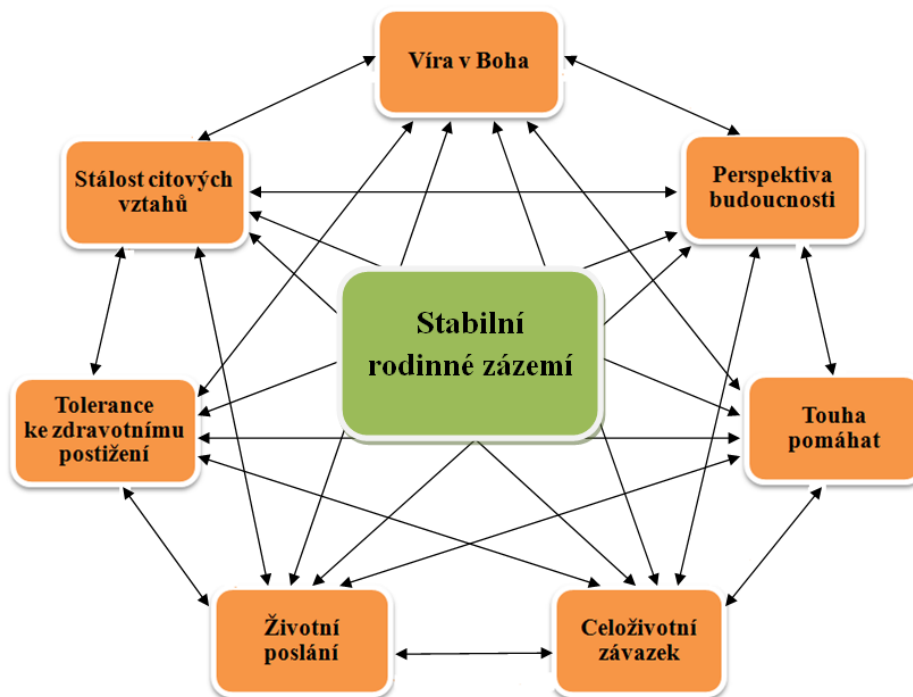 Víra v Boha
Stálost citových
vztahů
Perspektiva
budoucnosti
Stabilní
rodinné zázemí
Tolerance
ke zdravotnímu
postižení
Touha
pomáhat
Životní
poslání
Celoživotní
závazek